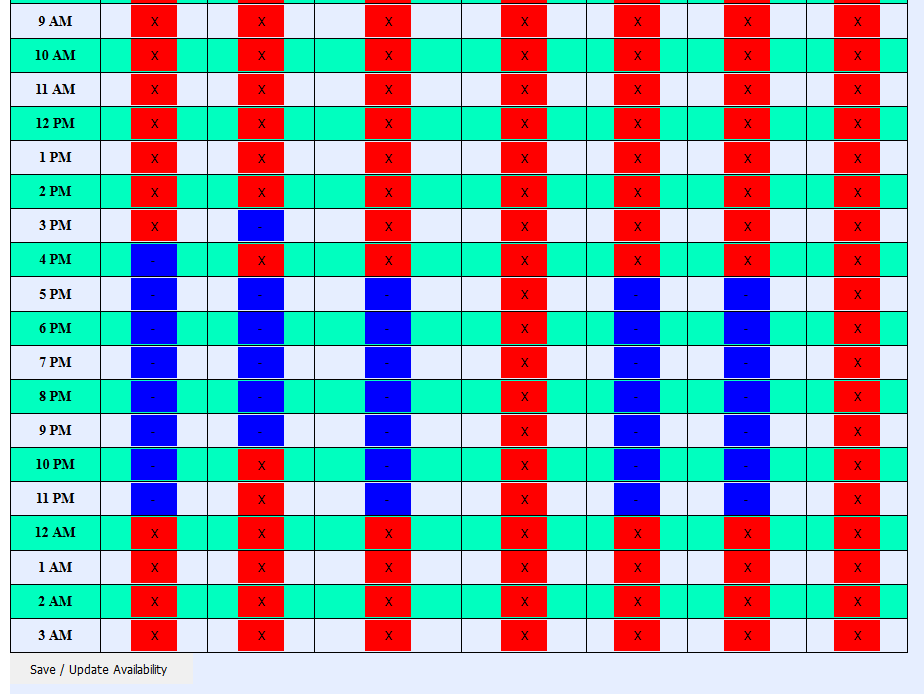 9 AM X X X X X X X
10 AM X X X X X X X
11 AM X X X X X X X
12 PM X X X X X X X
1 PM X X X X X X X
2 PM X X X X X X X
3 PM X X X X X X
4 PM X X X X X X
5 PM X X
6 PM X X
7 PM X X
8 PM X X
9 PM - - - X - - X
10 PM - X - X - - X
11 PM - X - X - - X
12 AM X X X X X X X
1 AM X X X X X X X
2 AM X X X X X X X
3 AM X X X X X X X
Save / Update Availability